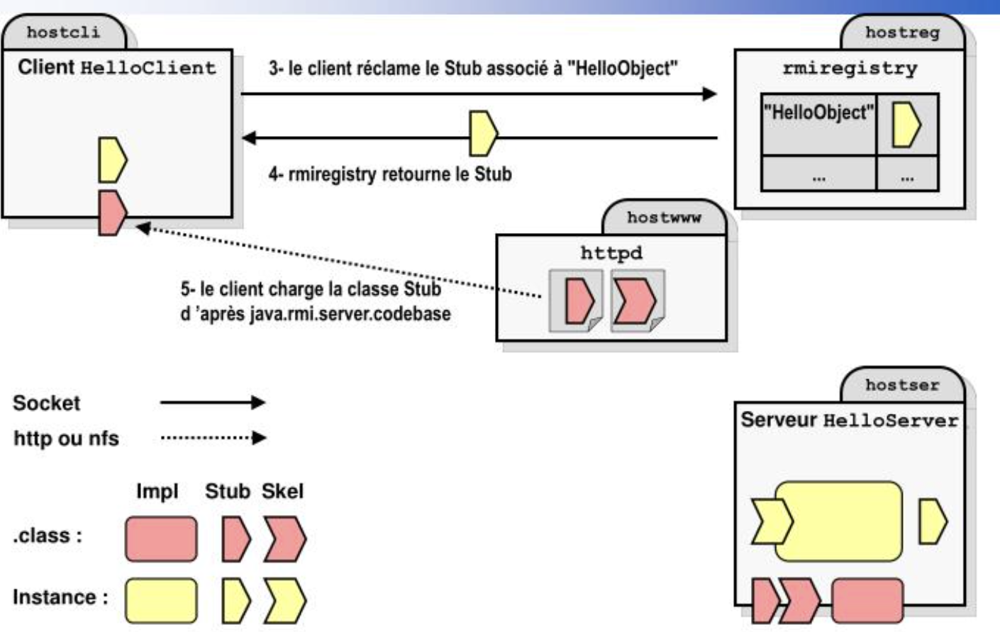 hostcli
Client HelloClient
3- le client réclame le Stub associé à "HelloObject"
hostreg
rmiregistry
"HelloObject"
... ...
4- rmiregistry retourne le Stub
hostwww
httpd
5- le client charge la classe Stub
d 'après java.rmi.server.codebase
Socket
http ou nfs
hostser
Serveur HelloServer
Impl Stub Skel
.class :
Instance :